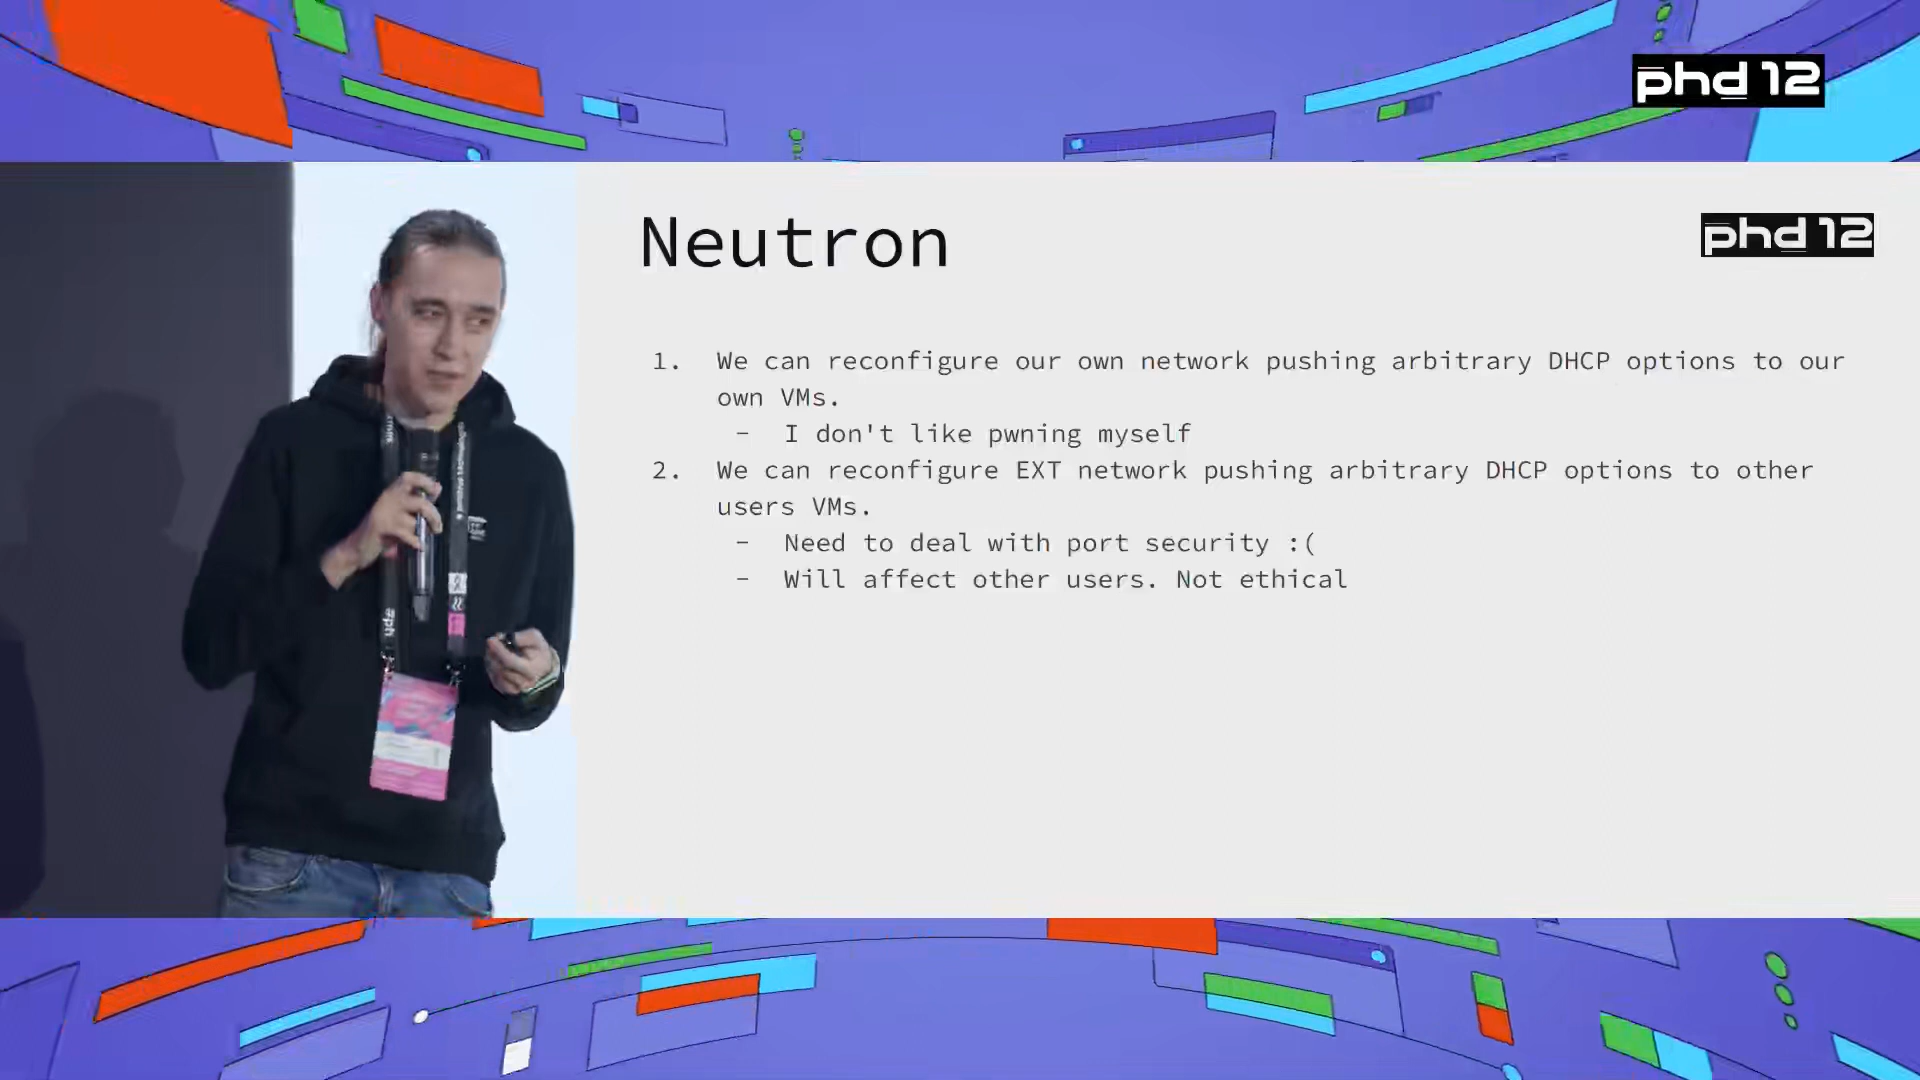 phd 12
Neutron
phd 12
1. We can reconfigure our own network pushing arbitrary DHCP options to our
own VMs.
- I don't like pwning myself
2. We can reconfigure EXT network pushing arbitrary DHCP options to other
users VMs.
- Need to deal with port security :(
- Will affect other users. Not ethical
#ph